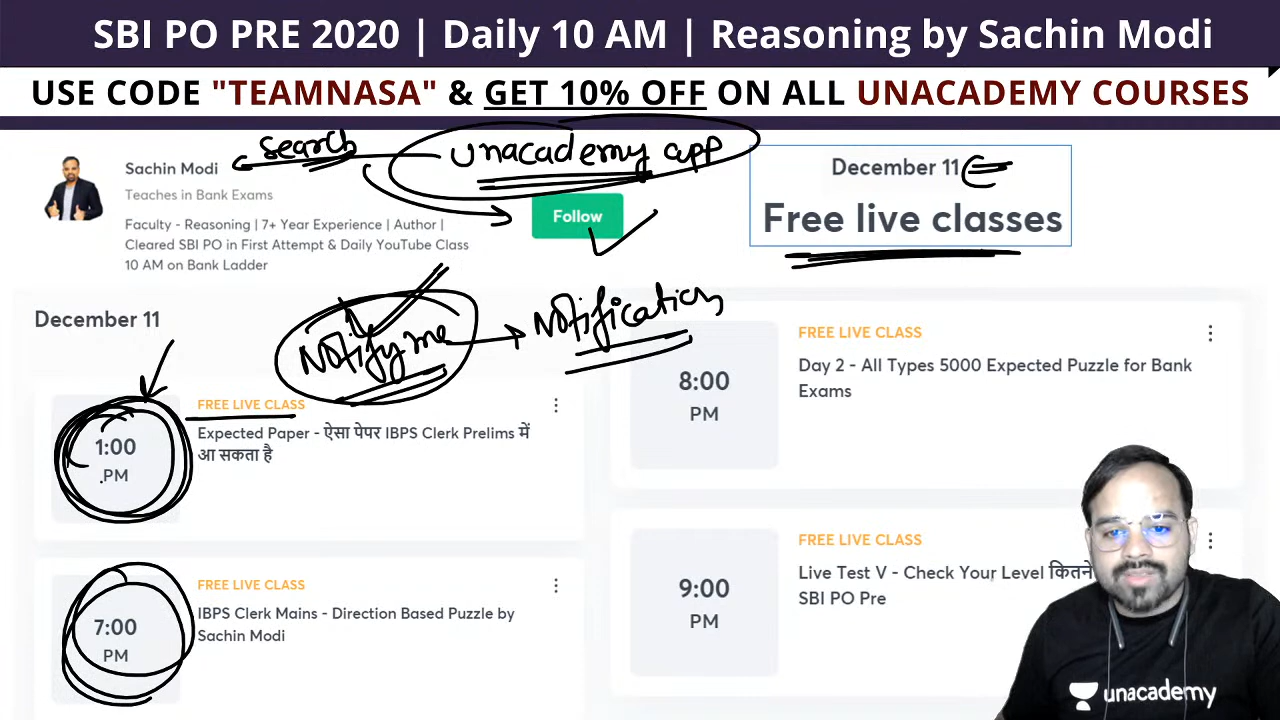 SBI PO PRE 2020 | Daily 10 AM | Reasoning by Sachin Modi
USE CODE "TEAMNASA" & GET 10% OFF ON ALL UNACADEMY COURSES
search
unacademy app
Sachin Modi
Teaches in Bank Exams
Faculty - Reasoning | 7+ Year Experience | Author |
Cleared SBI PO in First Attempt & Daily YouTube Class
10 AM on Bank Ladder
Follow
December 11
Free live classes
December 11
Notify me
Notification
1:00
PM
FREE LIVE CLASS
Expected Paper - ऐसा पेपर IBPS Clerk Prelims में
आ सकता है
7:00
PM
FREE LIVE CLASS
IBPS Clerk Mains - Direction Based Puzzle by
Sachin Modi
8:00
PM
FREE LIVE CLASS
Day 2 - All Types 5000 Expected Puzzle for Bank
Exams
9:00
PM
FREE LIVE CLASS
Live Test V - Check Your Level कितने
SBI PO Pre
unacademy